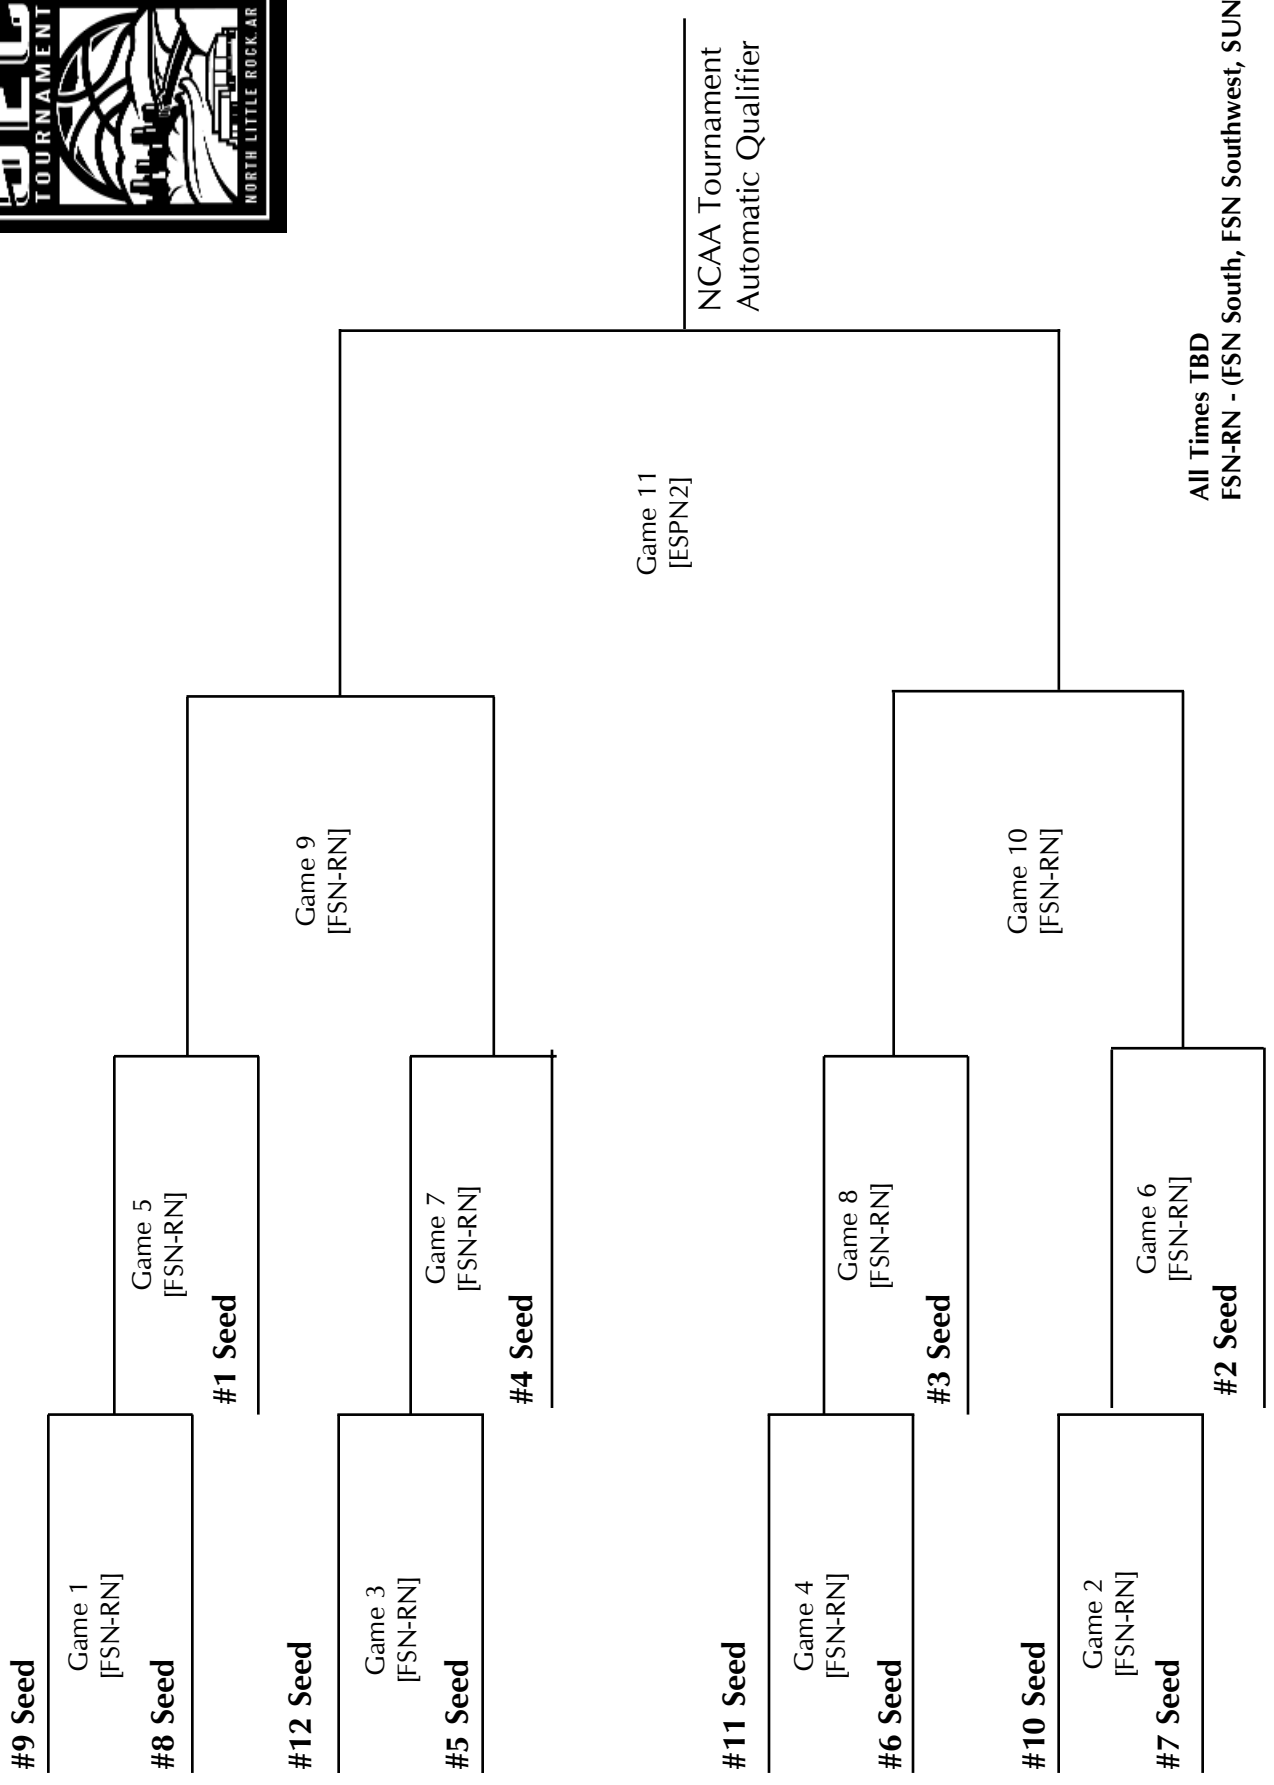 TOURNAMENT
NORTH LITTLE ROCK, AR
#9 Seed
Game 1
[FSN-RN]
#8 Seed
#12 Seed
Game 3
[FSN-RN]
#5 Seed
#11 Seed
Game 4
[FSN-RN]
#6 Seed
#10 Seed
Game 2
[FSN-RN]
#7 Seed
Game 5
[FSN-RN]
#1 Seed
Game 7
[FSN-RN]
#4 Seed
Game 8
[FSN-RN]
#3 Seed
Game 6
[FSN-RN]
#2 Seed
Game 9
[FSN-RN]
Game 10
[FSN-RN]
Game 11
[ESPN2]
NCAA Tournament
Automatic Qualifier
All Times TBD
FSN-RN - (FSN South, FSN Southwest, SUN